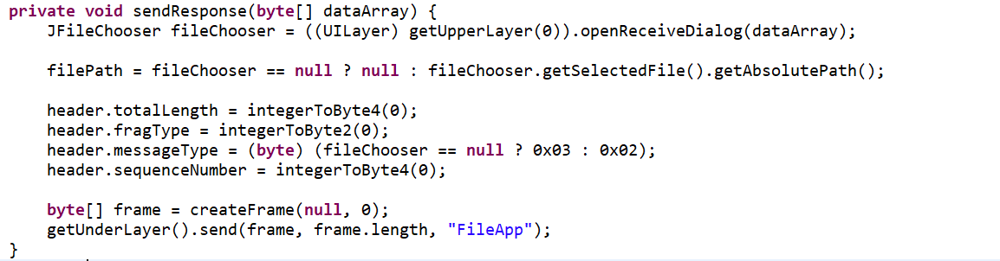 private void sendResponse(byte[] dataArray) {
    JFileChooser fileChooser = ((UILayer) getUpperLayer(0)).openReceiveDialog(dataArray);

    filePath = fileChooser == null ? null : fileChooser.getSelectedFile().getAbsolutePath();

    header.totalLength = integerToByte4(0);
    header.fragType = integerToByte2(0);
    header.messageType = (byte) (fileChooser == null ? 0x03 : 0x02);
    header.sequenceNumber = integerToByte4(0);

    byte[] frame = createFrame(null, 0);
    getUnderLayer().send(frame, frame.length, "FileApp");
}